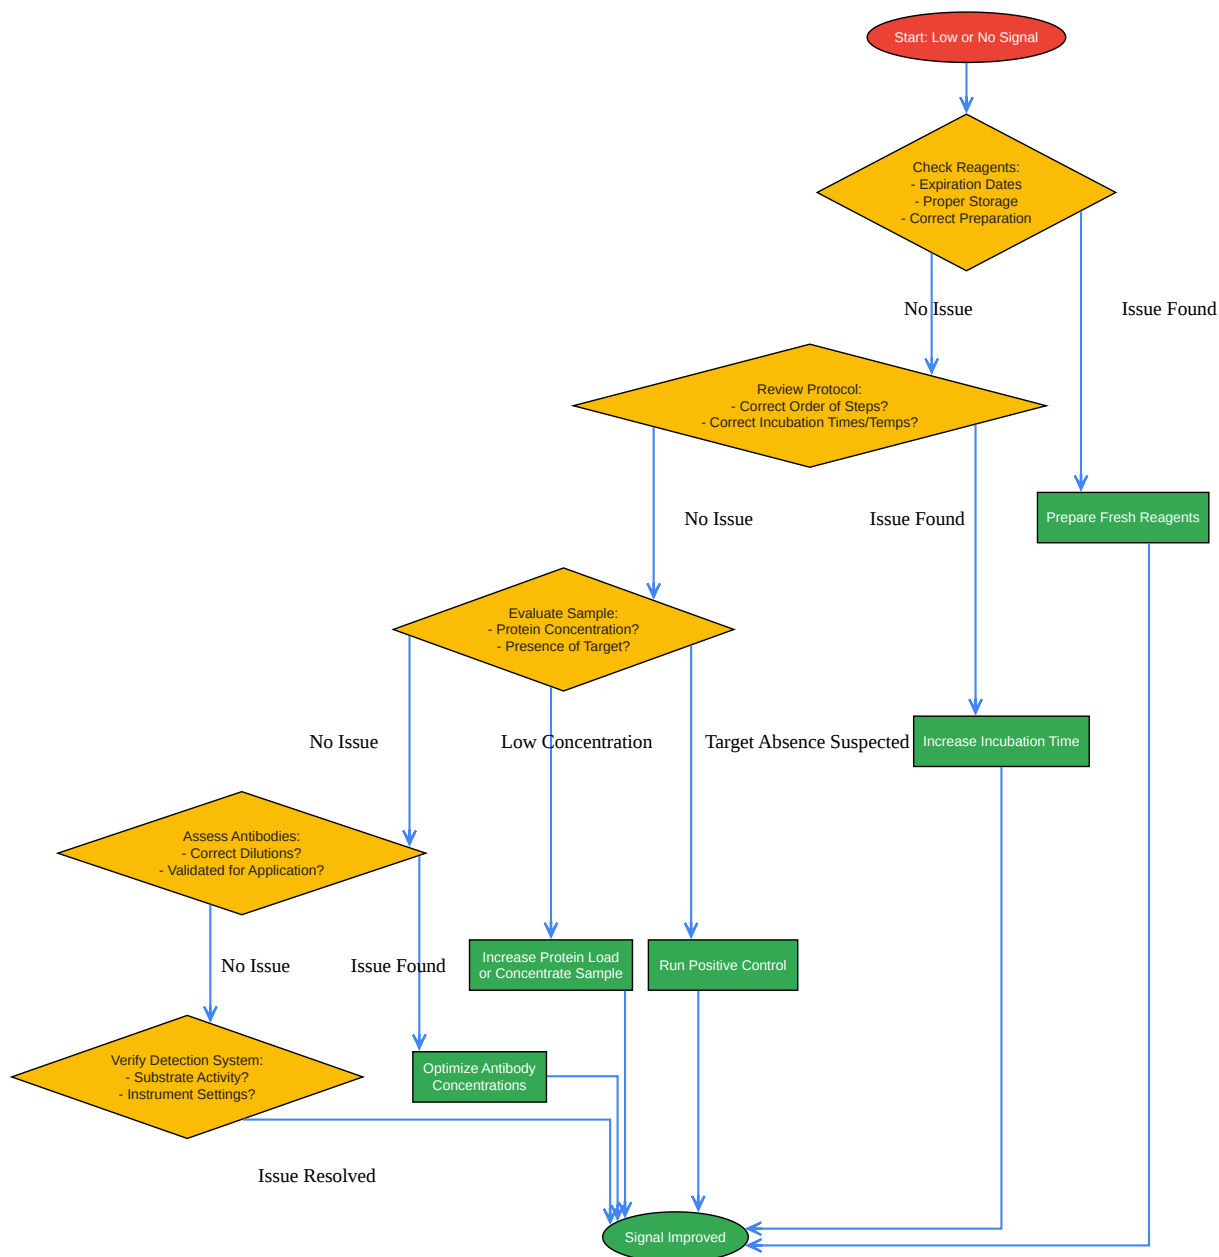 Start: Low or No Signal
Check Reagents:
- Expiration Dates
- Proper Storage
- Correct Preparation
No Issue
Issue Found
Review Protocol:
- Correct Order of Steps?
- Correct Incubation Times/Temps?
No Issue
Issue Found
Prepare Fresh Reagents
Evaluate Sample:
- Protein Concentration?
- Presence of Target?
No Issue
Low Concentration
Target Absence Suspected
Increase Incubation Time
Assess Antibodies:
- Correct Dilutions?
- Validated for Application?
No Issue
Issue Found
Increase Protein Load
or Concentrate Sample
Run Positive Control
Verify Detection System:
- Substrate Activity?
- Instrument Settings?
Optimize Antibody
Concentrations
Issue Resolved
Signal Improved